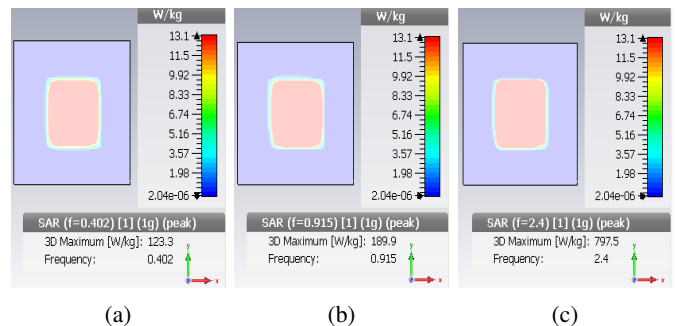 W/kg
13.1
11.5
9.92
8.33
6.74
5.16
3.57
1.98
2.04e-06
SAR (f=0.402) [1] (1g) (peak)
3D Maximum [W/kg]: 123.3
Frequency: 0.402
y
x
(a)
W/kg
13.1
11.5
9.92
8.33
6.74
5.16
3.57
1.98
2.04e-06
SAR (f=0.915) [1] (1g) (peak)
3D Maximum [W/kg]: 189.9
Frequency: 0.915
y
x
(b)
W/kg
13.1
11.5
9.92
8.33
6.74
5.16
3.57
1.98
2.04e-06
SAR (f=2.4) [1] (1g) (peak)
3D Maximum [W/kg]: 797.5
Frequency: 2.4
y
x
(c)